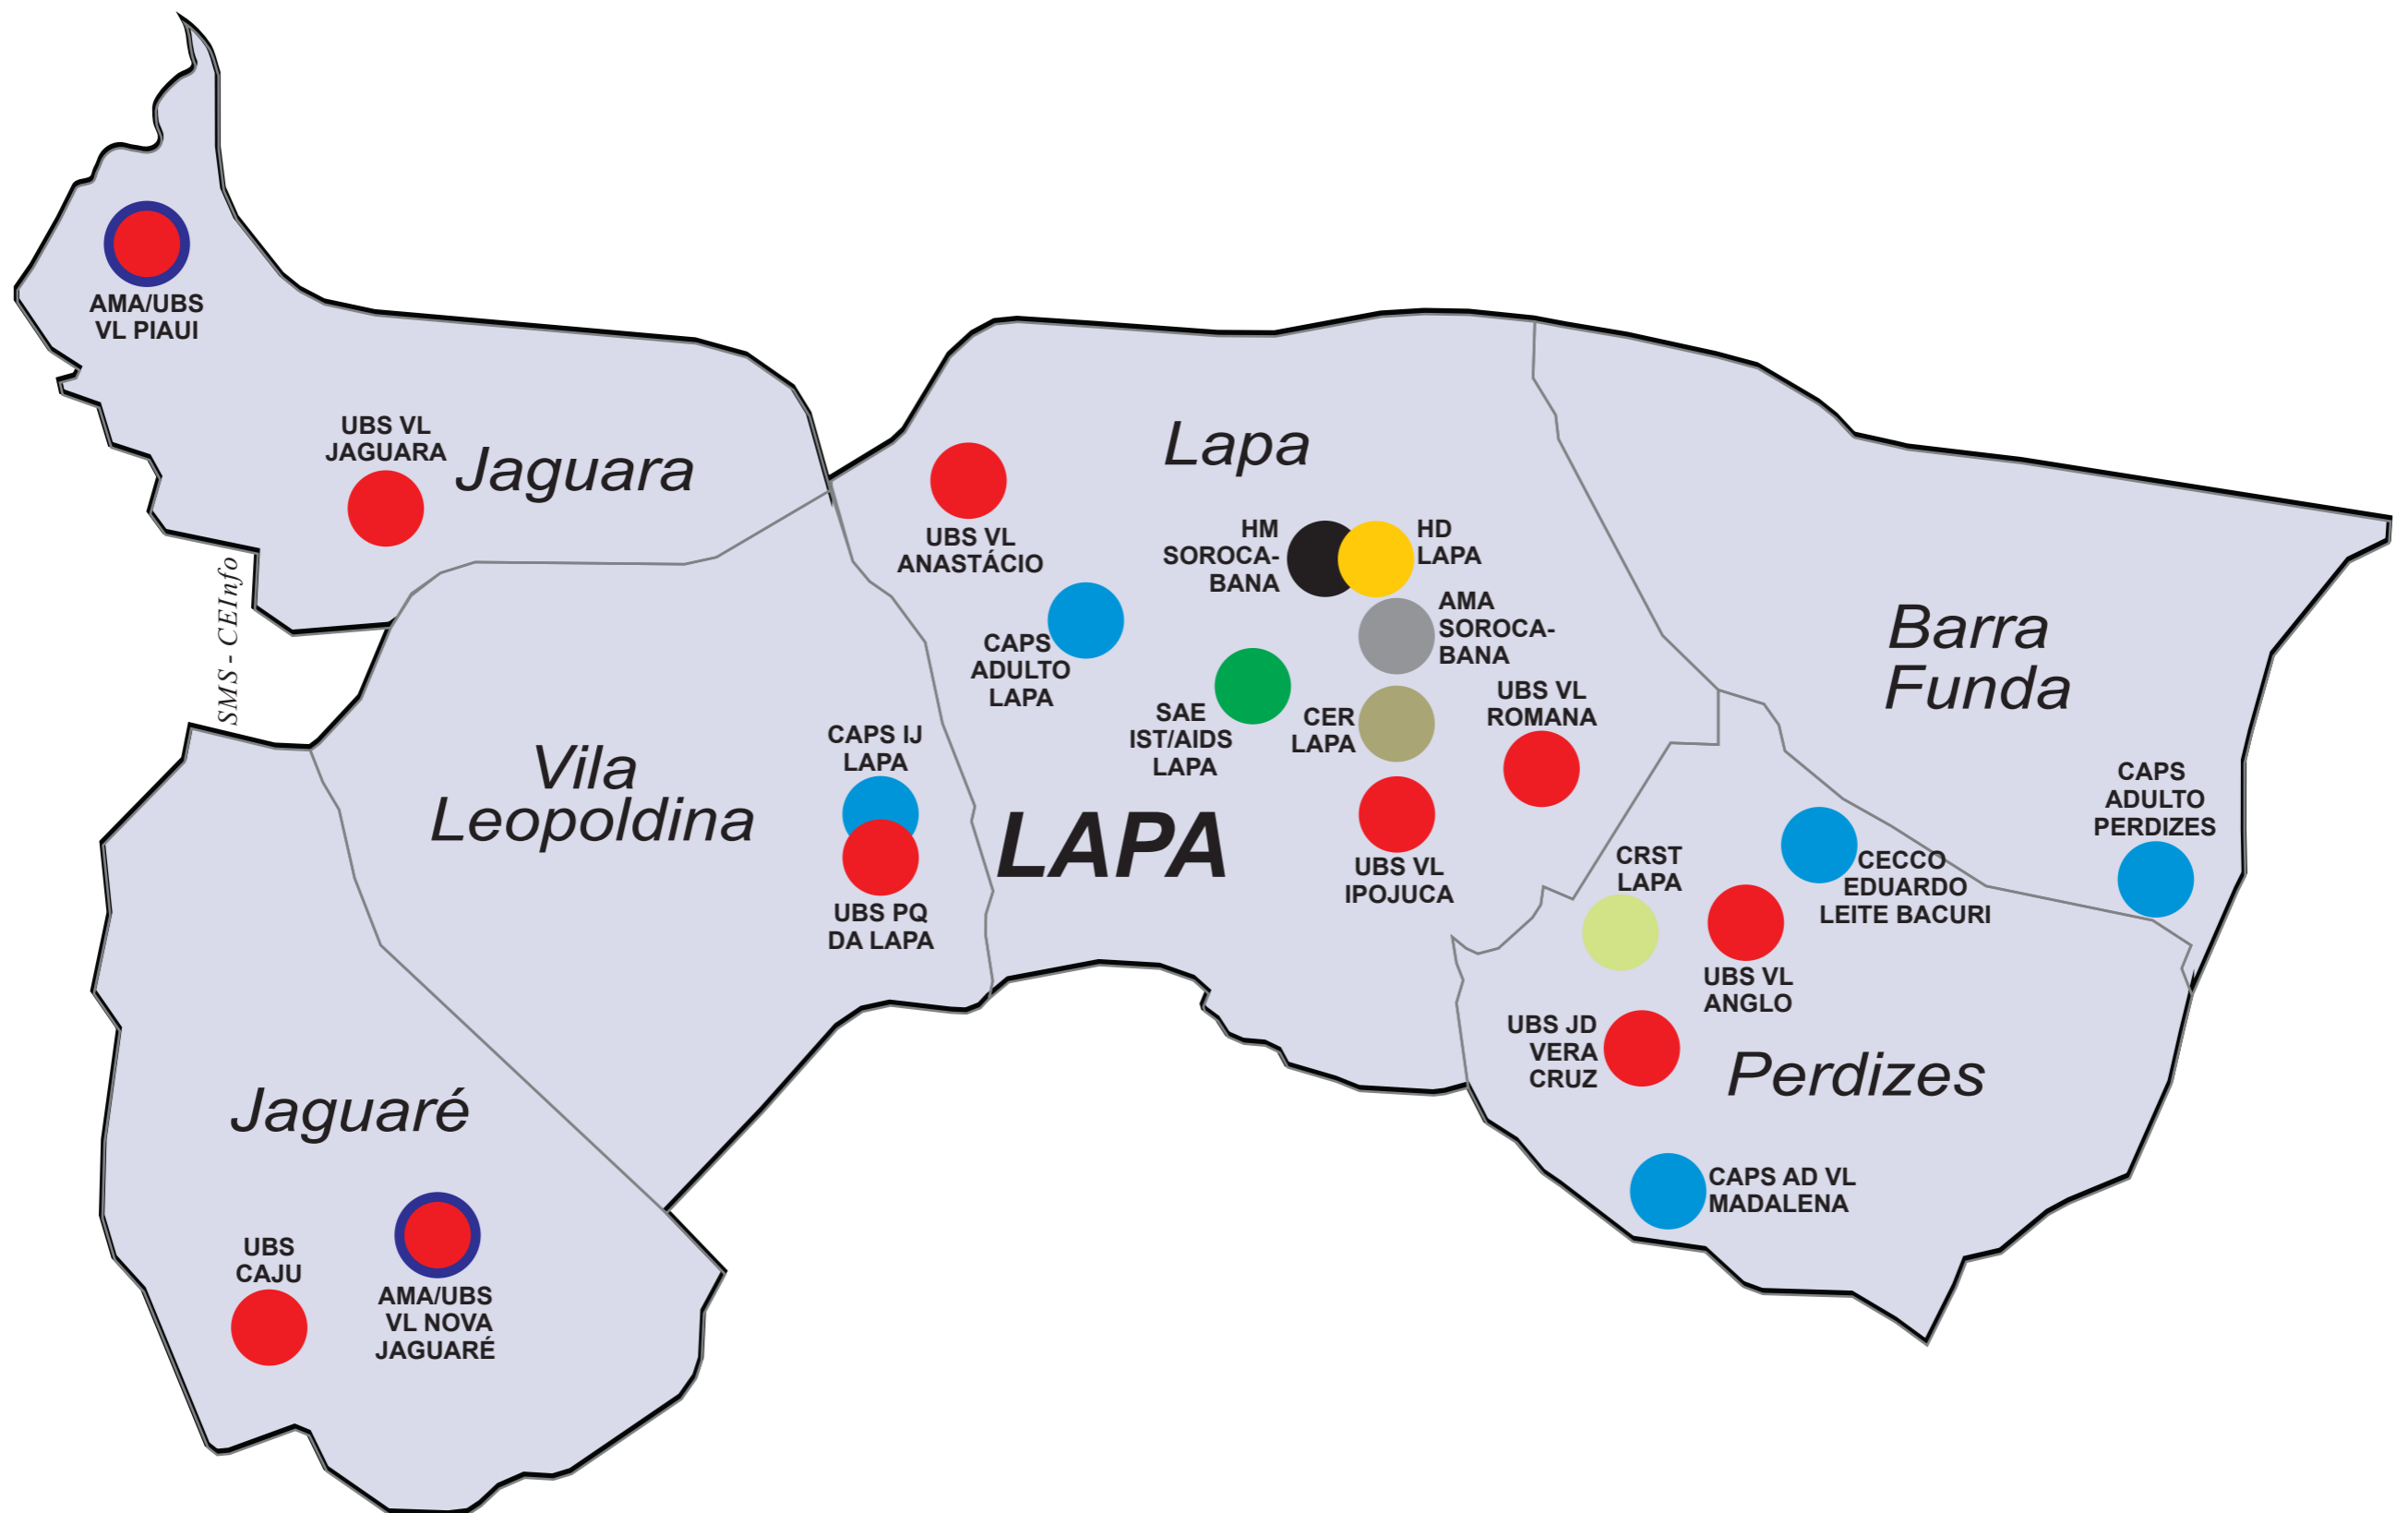 AMA/UBS
VL PIAUI
UBS VL
JAGUARA
Jaguara
SMS - CEInfo
Lapa
UBS VL
ANASTÁCIO
HM
SOROCA-
BANA
HD
LAPA
AMA
SOROCA-
BANA
CAPS
ADULTO
LAPA
SAE
IST/AIDS
LAPA
CER
LAPA
UBS VL
ROMANA
UBS VL
IPOJUCA
LAPA
Barra
Funda
CAPS
ADULTO
PERDIZES
Vila
Leopoldina
CAPS IJ
LAPA
UBS PQ
DA LAPA
CRST
LAPA
CECCO
EDUARDO
LEITE BACURI
UBS VL
ANGLO
UBS JD
VERA
CRUZ
Perdizes
CAPS AD VL
MADALENA
Jaguaré
UBS
CAJU
AMA/UBS
VL NOVA
JAGUARÉ